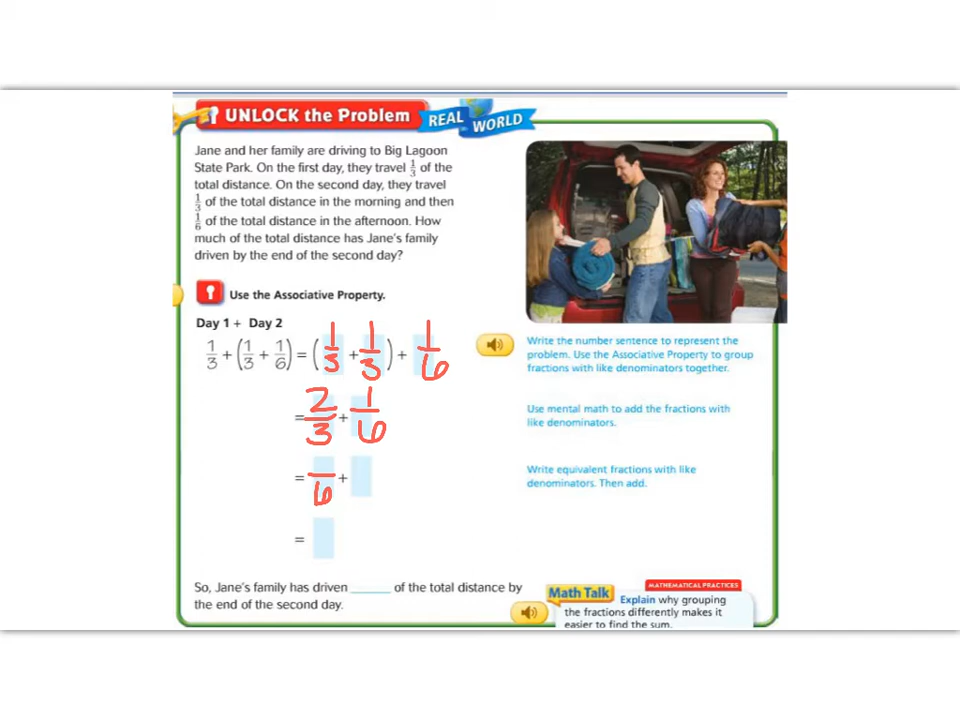 UNLOCK the Problem REAL WORLD
Jane and her family are driving to Big Lagoon
State Park. On the first day, they travel 1/3 of the
total distance. On the second day, they travel
1/3 of the total distance in the morning and then
1/6 of the total distance in the afternoon. How
much of the total distance has Jane's family
driven by the end of the second day?
Use the Associative Property.
Day 1 + Day 2
1/3 + (1/3 + 1/6) = (1/3 + 1/3) + 1/6
Write the number sentence to represent the
problem. Use the Associative Property to group
fractions with like denominators together.
= 2/3 + 1/6
Use mental math to add the fractions with
like denominators.
= /6 +
Write equivalent fractions with like
denominators. Then add.
=
So, Jane's family has driven ____ of the total distance by
the end of the second day.
MATHEMATICAL PRACTICES
Math Talk Explain why grouping
the fractions differently makes it
easier to find the sum.